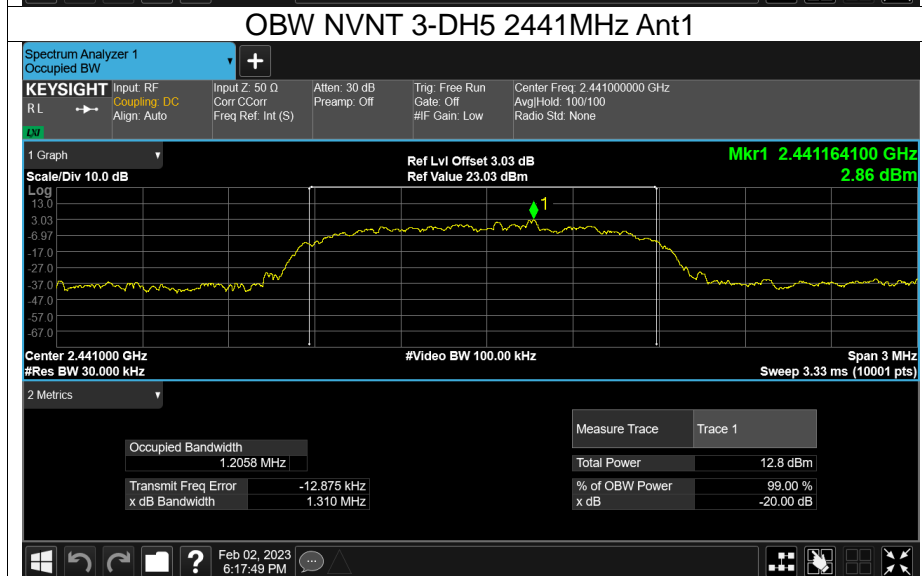 OBW NVNT 3-DH5 2441MHz Ant1
Spectrum Analyzer 1
Occupied BW
+
KEYSIGHT Input: RF Input Z: 50 Ω Atten: 30 dB Trig: Free Run Center Freq: 2.441000000 GHz
R L Coupling: DC Corr CCorr Preamp: Off Gate: Off Avg|Hold: 100/100
Align: Auto Freq Ref: Int (S) #IF Gain: Low Radio Std: None
LXI
1 Graph Ref Lvl Offset 3.03 dB Mkr1 2.441164100 GHz
Scale/Div 10.0 dB Ref Value 23.03 dBm 2.86 dBm
Log
13.0
1
3.03
-6.97
-17.0
-27.0
-37.0
-47.0
-57.0
-67.0
Center 2.441000 GHz #Video BW 100.00 kHz Span 3 MHz
#Res BW 30.000 kHz Sweep 3.33 ms (10001 pts)
2 Metrics
Measure Trace Trace 1
Occupied Bandwidth
1.2058 MHz Total Power 12.8 dBm
Transmit Freq Error -12.875 kHz % of OBW Power 99.00 %
x dB Bandwidth 1.310 MHz x dB -20.00 dB
? Feb 02, 2023
6:17:49 PM